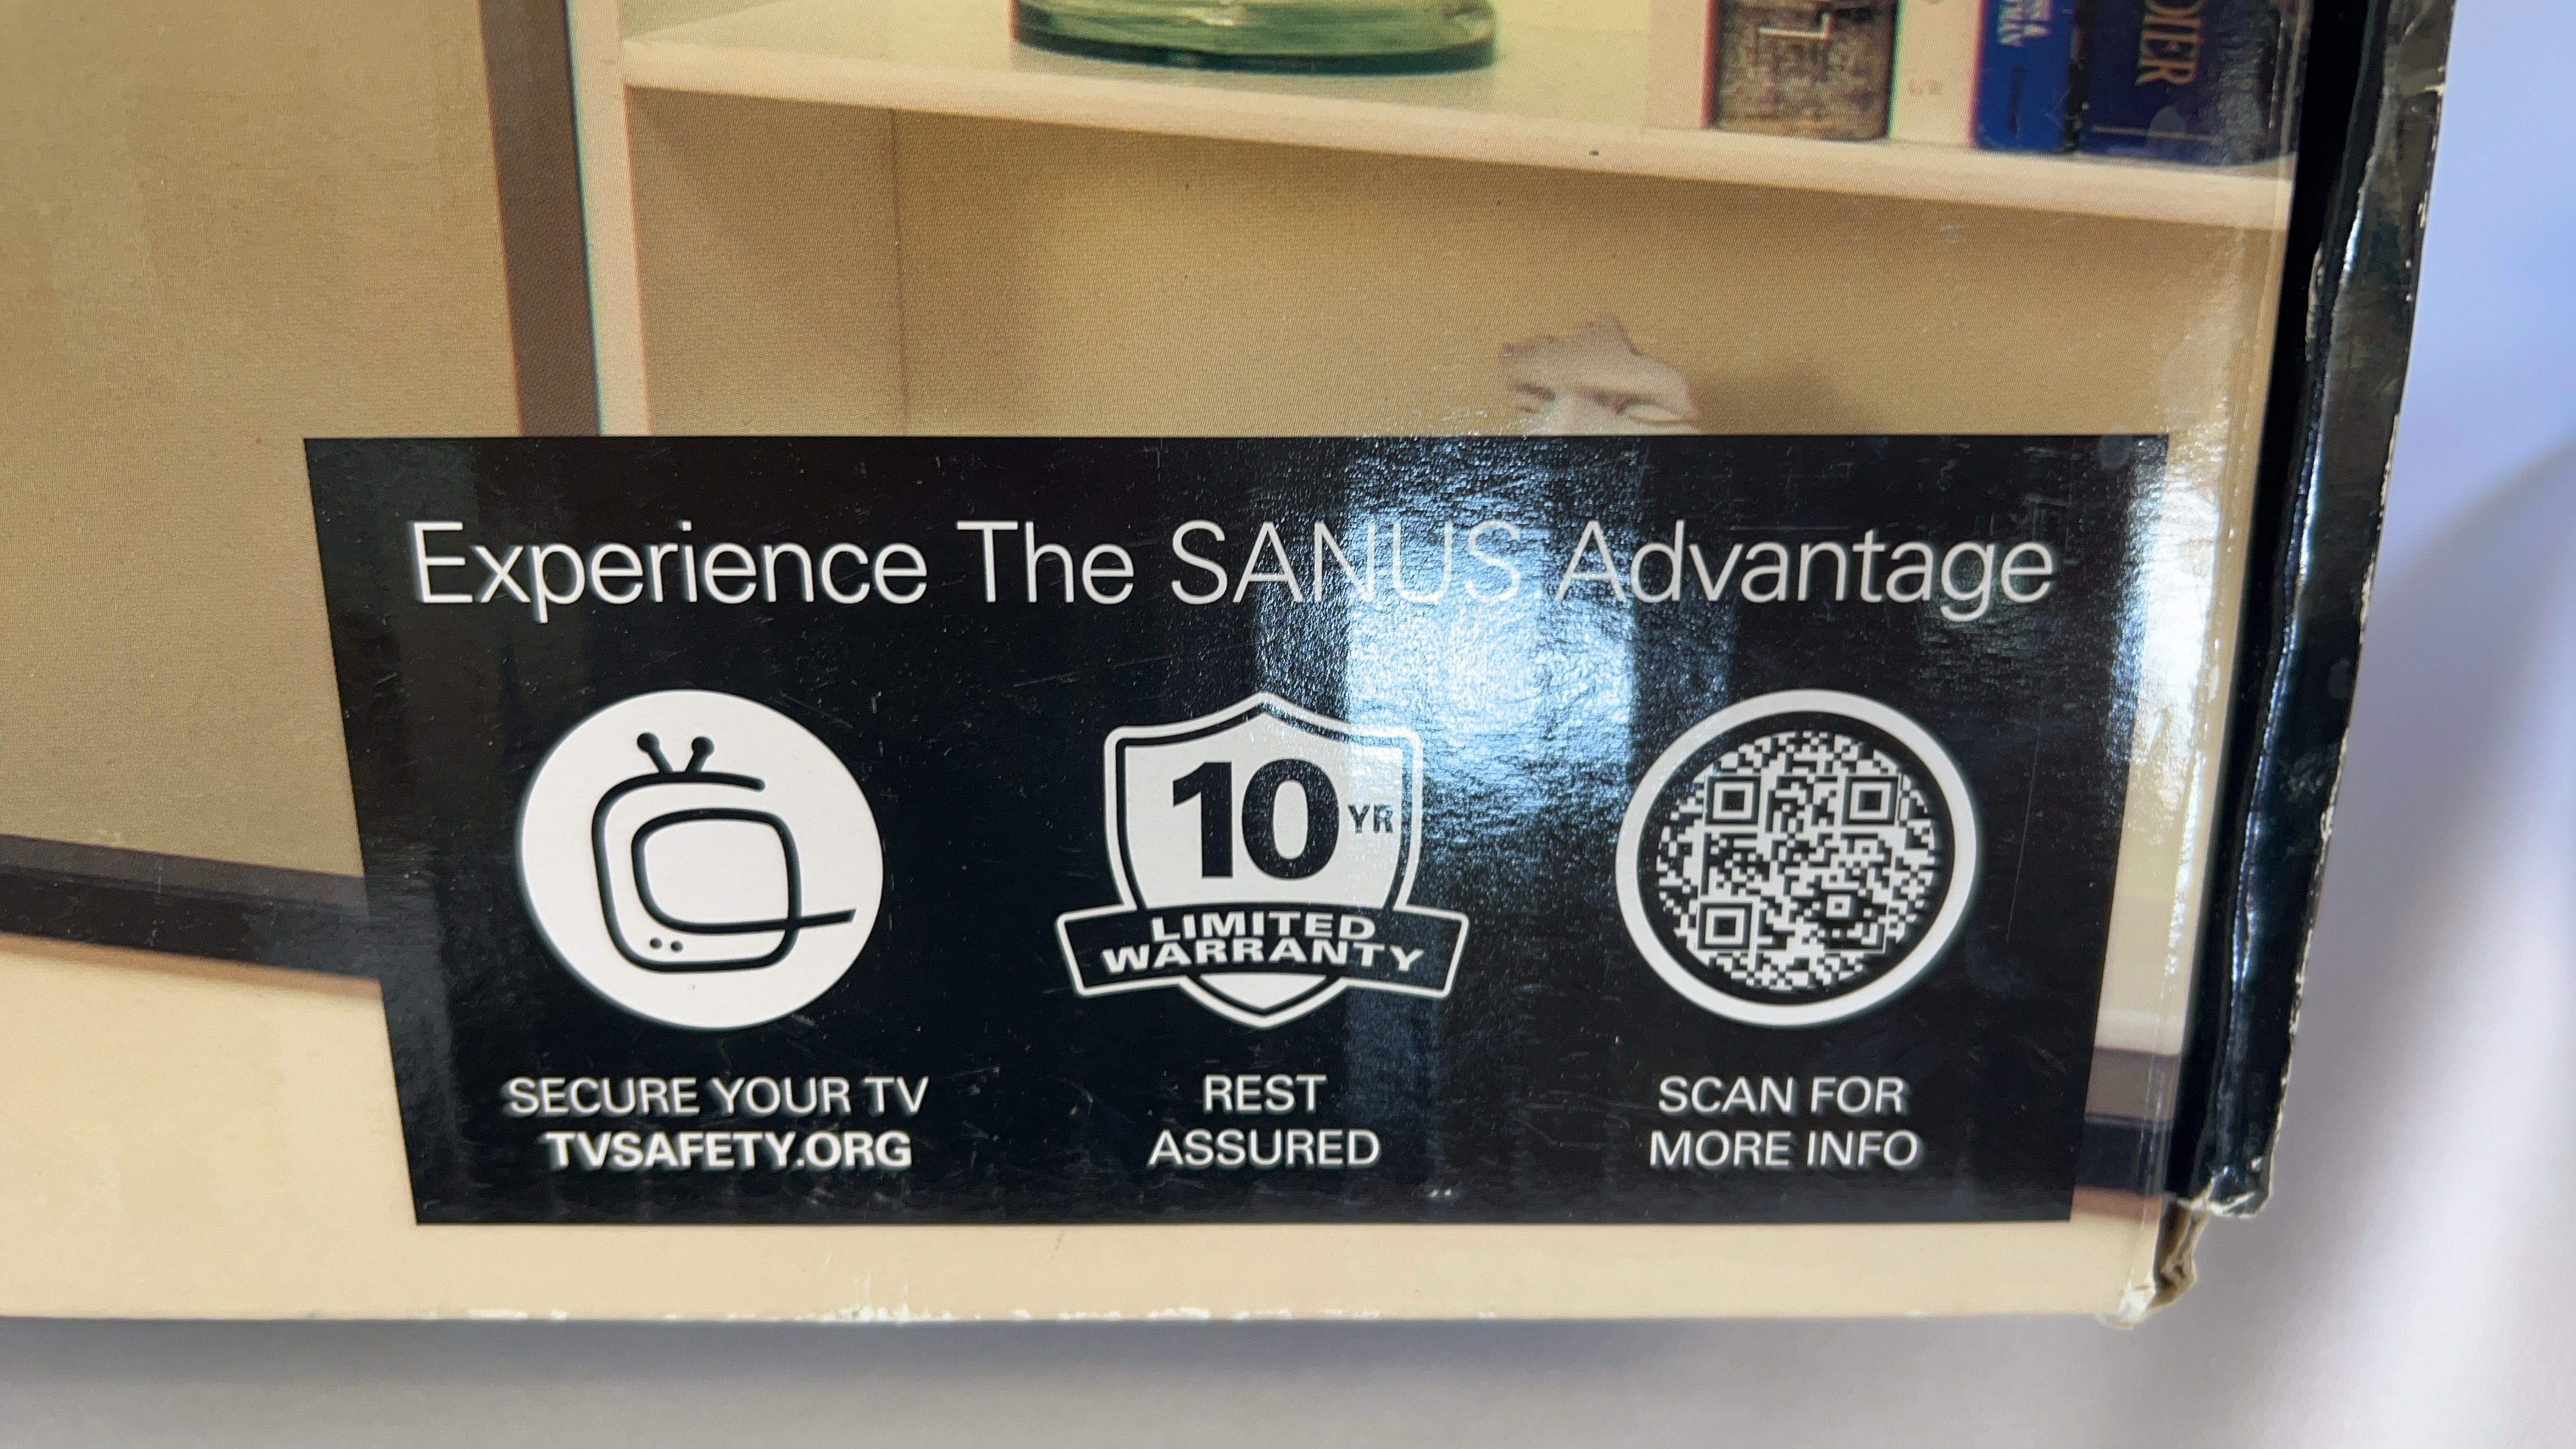 Experience The SANUS Advantage
10 YR
LIMITED
WARRANTY
SECURE YOUR TV
TVSAFETY.ORG
REST
ASSURED
SCAN FOR
MORE INFO